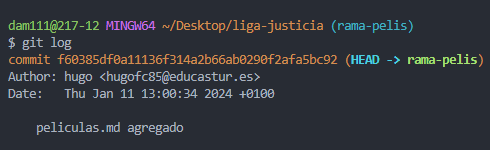 dam111@217-12 MINGW64 ~/Desktop/liga-justicia (rama-pelis)
$ git log
commit f60385df0a11136f314a2b66ab0290f2afa5bc92 (HEAD -> rama-pelis)
Author: hugo <hugofc85@educastur.es>
Date:   Thu Jan 11 13:00:34 2024 +0100
    peliculas.md agregado